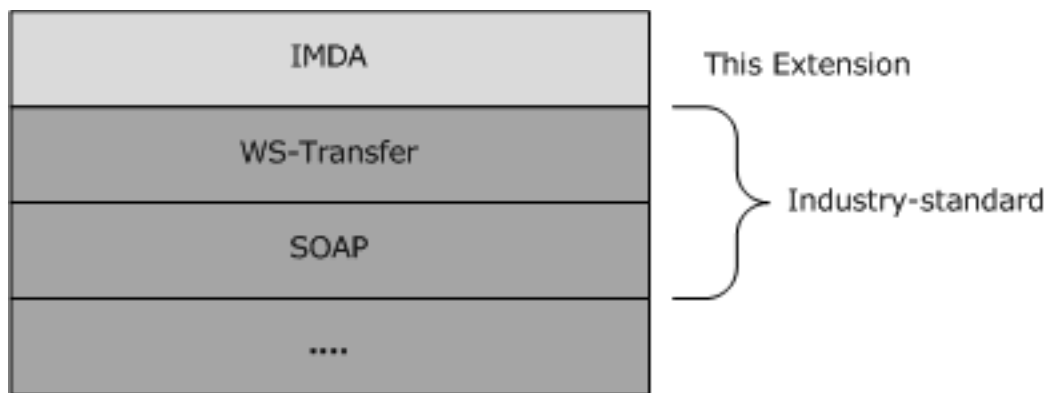 IMDA
This Extension
WS-Transfer
Industry-standard
SOAP
....